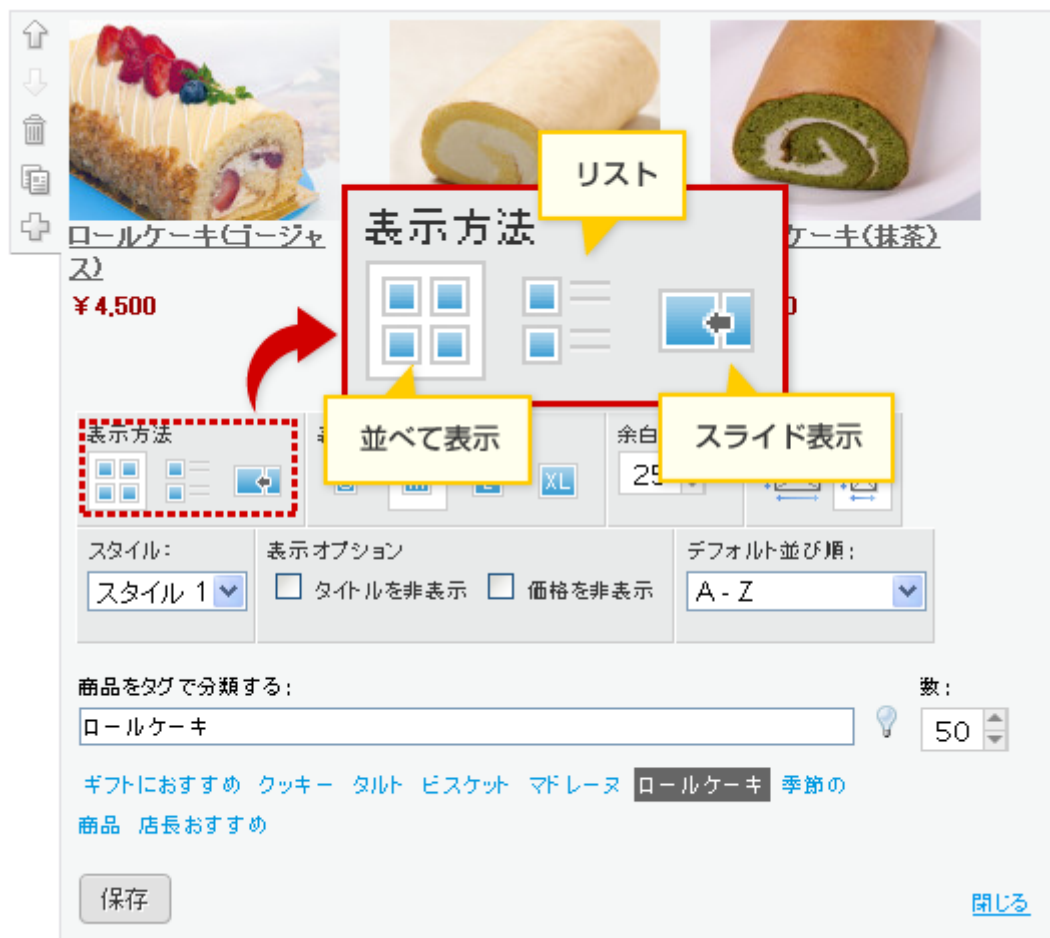 リスト
表示方法
ロールケーキ(ゴージャ
ス)
¥4,500
ケーキ(抹茶)
並べて表示
スライド表示
表示方法
余白
L
XL
25
スタイル:
表示オプション
デフォルト並び順:
スタイル 1
タイトルを非表示
価格を非表示
A - Z
商品をタグで分類する:
数:
ロールケーキ
50
ギフトにおすすめ クッキー タルト ビスケット マドレーヌ ロールケーキ 季節の
商品 店長おすすめ
保存
閉じる